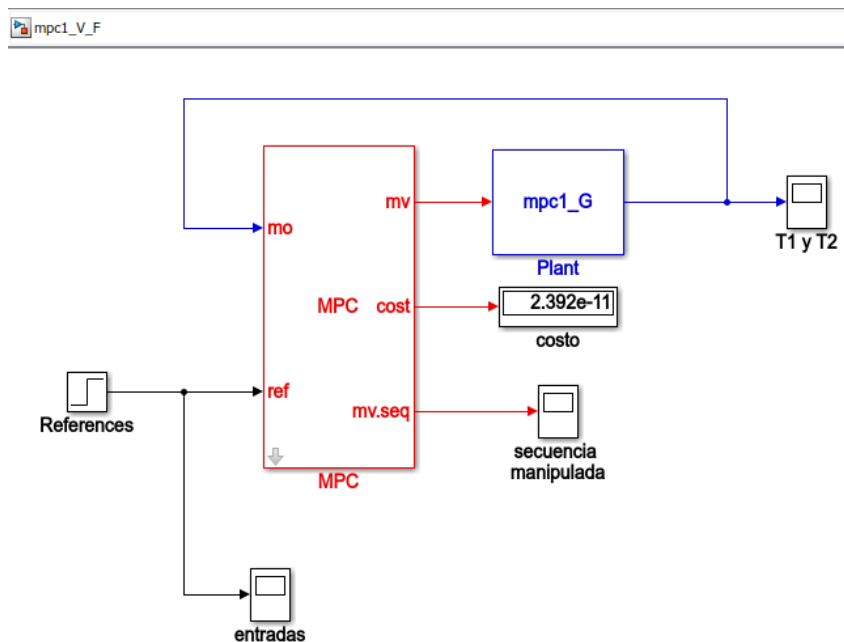 mpc1_V_F
mv
mpc1_G
mo
T1 y T2
Plant
MPC
cost
2.392e-11
costo
ref
References
mv.seq
secuencia
manipulada
MPC
entradas